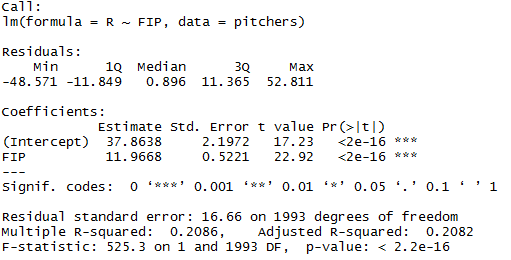 Call:
lm(formula = R ~ FIP, data = pitchers)
Residuals:
    Min      1Q  Median      3Q     Max
-48.571 -11.849   0.896  11.365  52.811
Coefficients:
            Estimate Std. Error t value Pr(>|t|)
(Intercept)  37.8638     2.1972   17.23   <2e-16 ***
FIP          11.9668     0.5221   22.92   <2e-16 ***
---
Signif. codes:  0 ‘***’ 0.001 ‘**’ 0.01 ‘*’ 0.05 ‘.’ 0.1 ‘ ’ 1
Residual standard error: 16.66 on 1993 degrees of freedom
Multiple R-squared:  0.2086,    Adjusted R-squared:  0.2082
F-statistic: 525.3 on 1 and 1993 DF,  p-value: < 2.2e-16